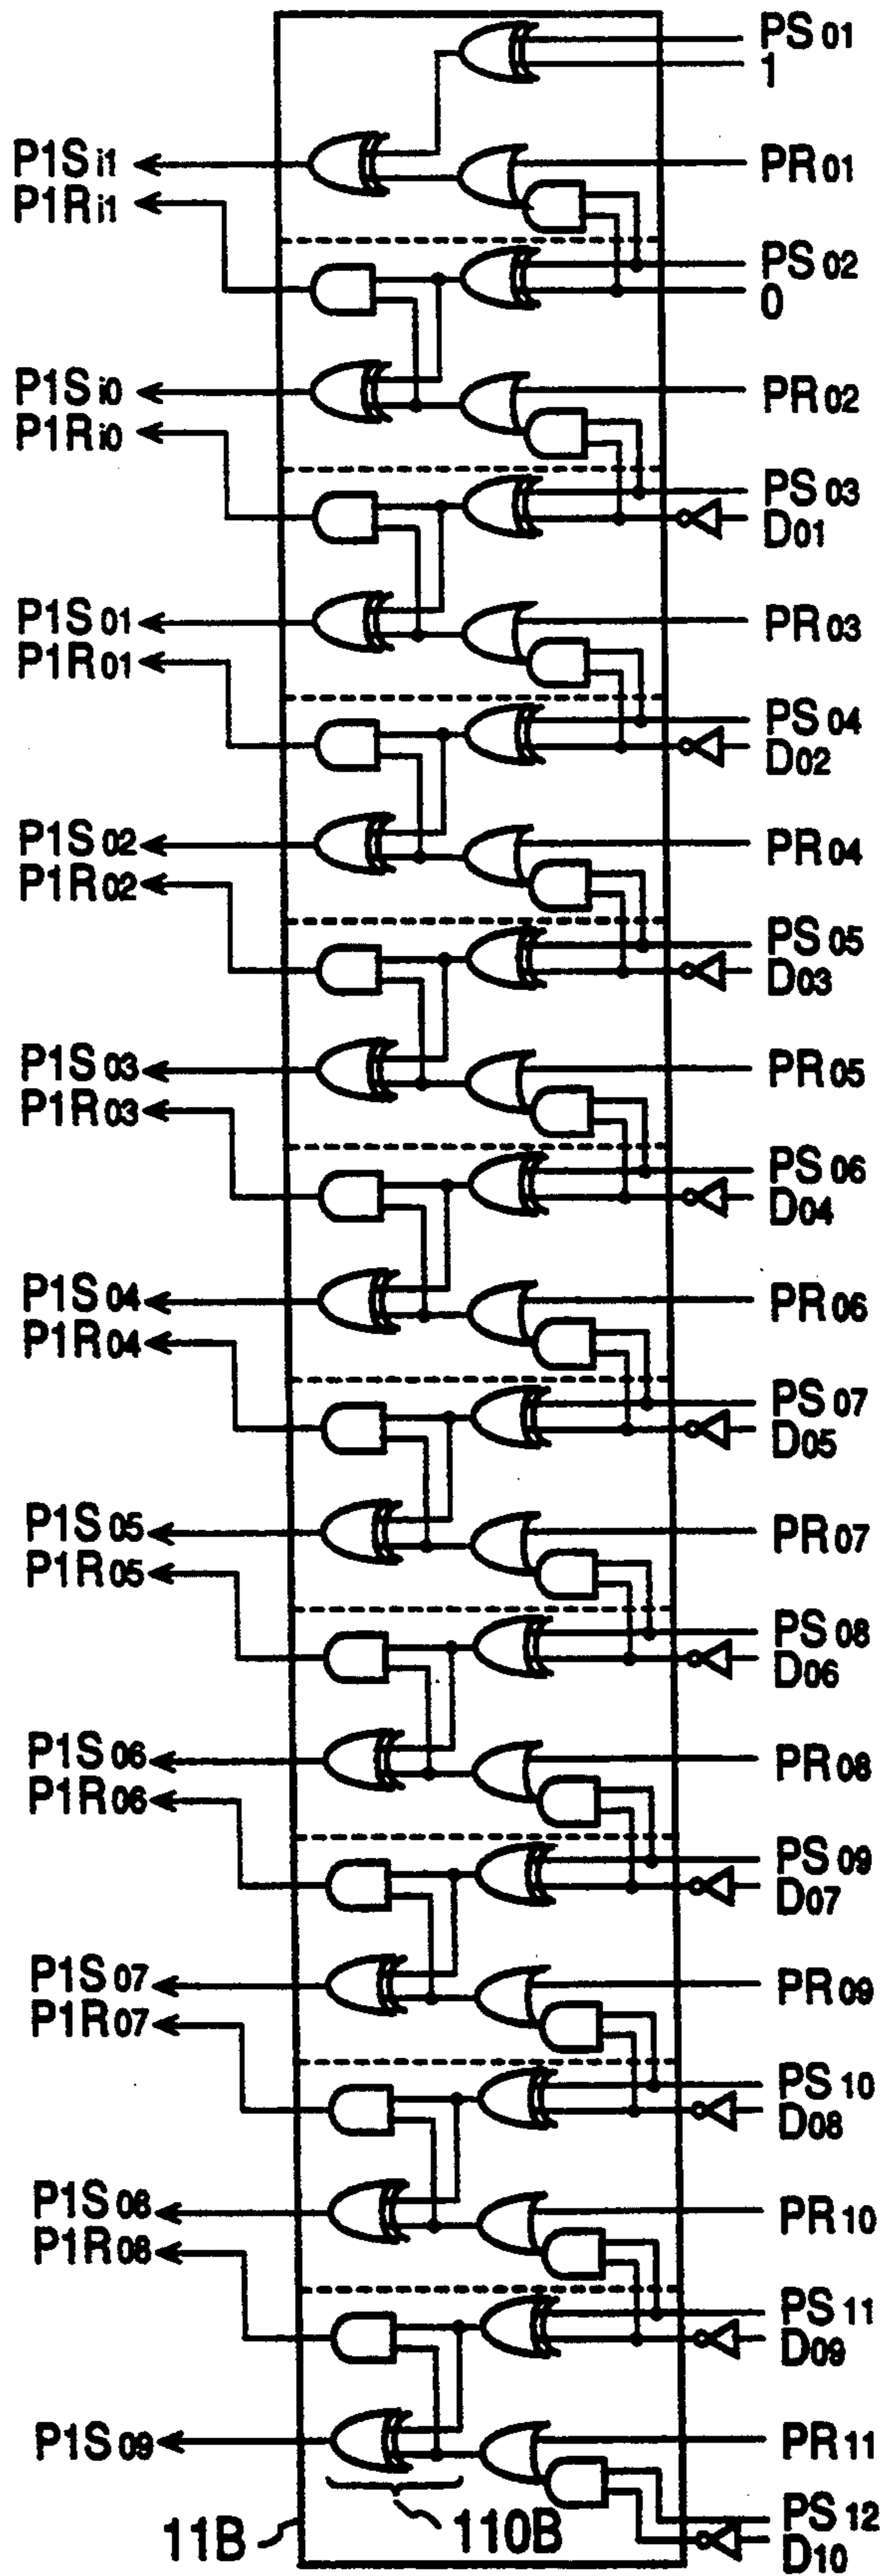 PS01
1
P1Si1
PR01
P1Ri1
PS02
0
P1Si0
PR02
P1Ri0
PS03
D01
P1S01
PR03
P1R01
PS04
D02
P1S02
PR04
P1R02
PS05
D03
P1S03
PR05
P1R03
PS06
D04
P1S04
PR06
P1R04
PS07
D05
P1S05
PR07
P1R05
PS08
D06
P1S06
PR08
P1R06
PS09
D07
P1S07
PR09
P1R07
PS10
D08
P1S08
PR10
P1R08
PS11
D09
P1S09
PR11
11B
110B
PS12
D10